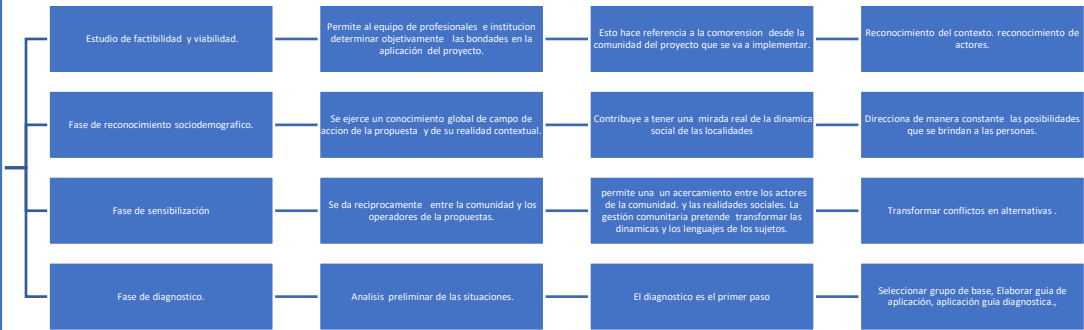 Estudio de factibilidad y viabilidad.
Permite al equipo de profesionales e institucion
determinar objetivamente las bondades en la
aplicación del proyecto.
Esto hace referencia a la comorension desde la
comunidad del proyecto que se va a implementar.
Reconocimiento del contexto. reconocimiento de
actores.
Fase de reconocimiento sociodemografico.
Se ejerce un conocimiento global de campo de
accion de la propuesta y de su realidad contextual.
Contribuye a tener una mirada real de la dinamica
social de las localidades
Direcciona de manera constante las posibilidades
que se brindan a las personas.
Fase de sensibilización
Se da reciprocamente entre la comunidad y los
operadores de la propuestas.
permite una un acercamiento entre los actores
de la comunidad. y las realidades sociales. La
gestión comunitaria pretende transformar las
dinamicas y los lenguajes de los sujetos.
Transformar conflictos en alternativas .
Fase de diagnostico.
Analisis preliminar de las situaciones.
El diagnostico es el primer paso
Seleccionar grupo de base, Elaborar guia de
aplicación, aplicación guia diagnostica.,